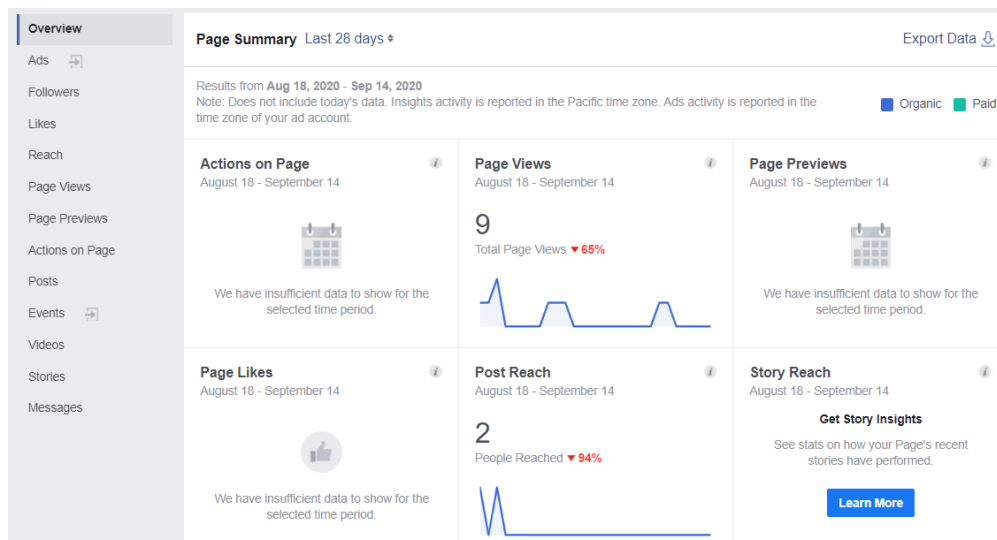 Overview
Ads
Followers
Likes
Reach
Page Views
Page Previews
Actions on Page
Posts
Events
Videos
Stories
Messages
Page Summary Last 28 days
Export Data
Results from Aug 18, 2020 - Sep 14, 2020
Note: Does not include today's data. Insights activity is reported in the Pacific time zone. Ads activity is reported in the
time zone of your ad account.
Organic Paid
Actions on Page
August 18 - September 14
We have insufficient data to show for the
selected time period.
Page Views
August 18 - September 14
9
Total Page Views ▼65%
Page Previews
August 18 - September 14
We have insufficient data to show for the
selected time period.
Page Likes
August 18 - September 14
We have insufficient data to show for the
selected time period.
Post Reach
August 18 - September 14
2
People Reached ▼94%
Story Reach
August 18 - September 14
Get Story Insights
See stats on how your Page's recent
stories have performed.
Learn More